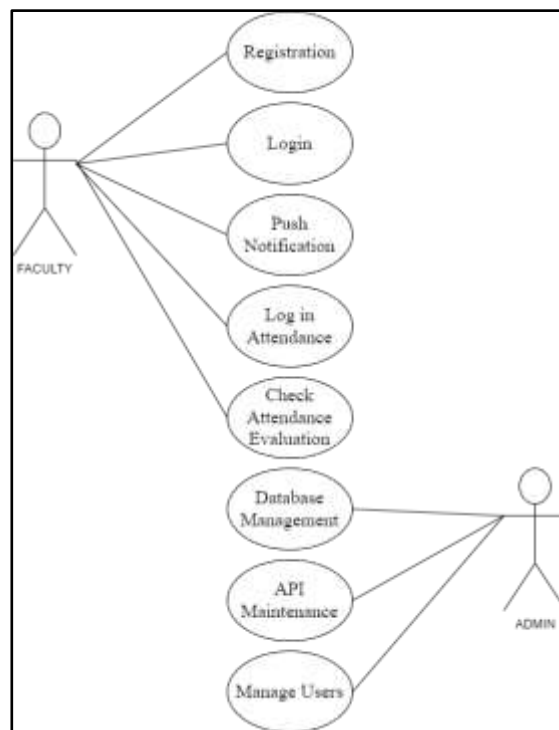 Registration
Login
Push
Notification
FACULTY
Log in
Attendance
Check
Attendance
Evaluation
Database
Management
API
Maintenance
ADMIN
Manage Users